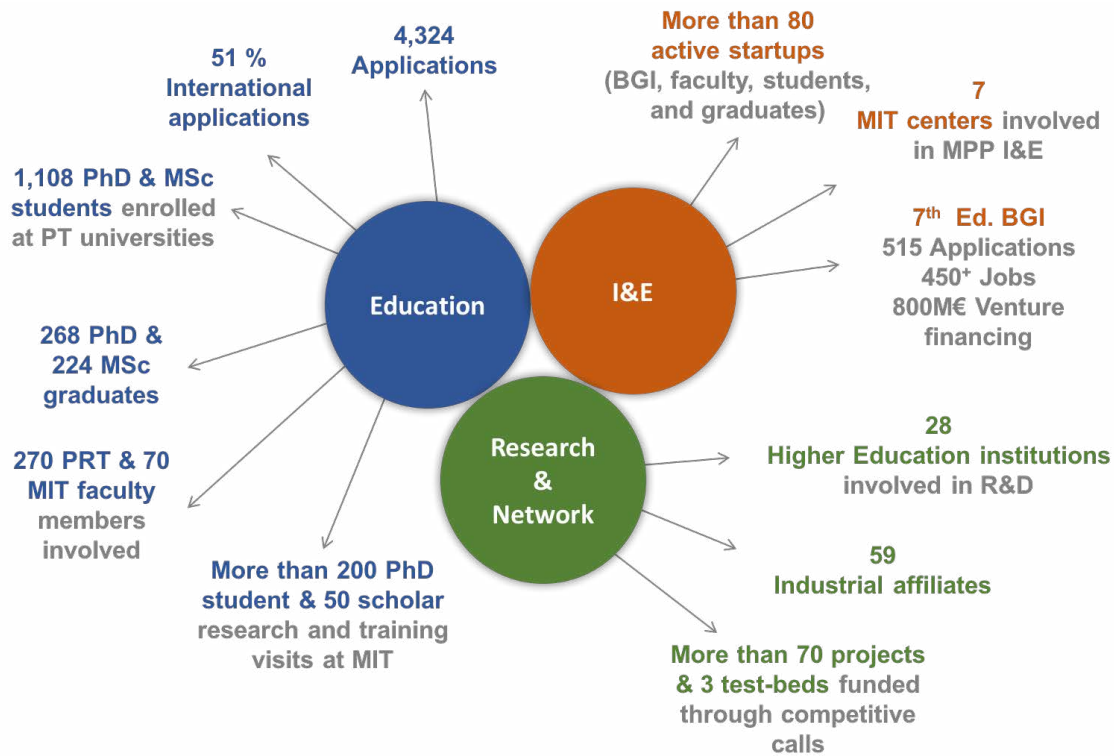 4,324
Applications
51 %
International
applications
1,108 PhD & MSc
students enrolled
at PT universities
268 PhD &
224 MSc
graduates
270 PRT & 70
MIT faculty
members
involved
More than 200 PhD
student & 50 scholar
research and training
visits at MIT
Education
More than 80
active startups
(BGI, faculty, students,
and graduates)
7
MIT centers involved
in MPP I&E
7th Ed. BGI
515 Applications
450+ Jobs
800M€ Venture
financing
I&E
Research
&
Network
28
Higher Education institutions
involved in R&D
59
Industrial affiliates
More than 70 projects
& 3 test-beds funded
through competitive
calls